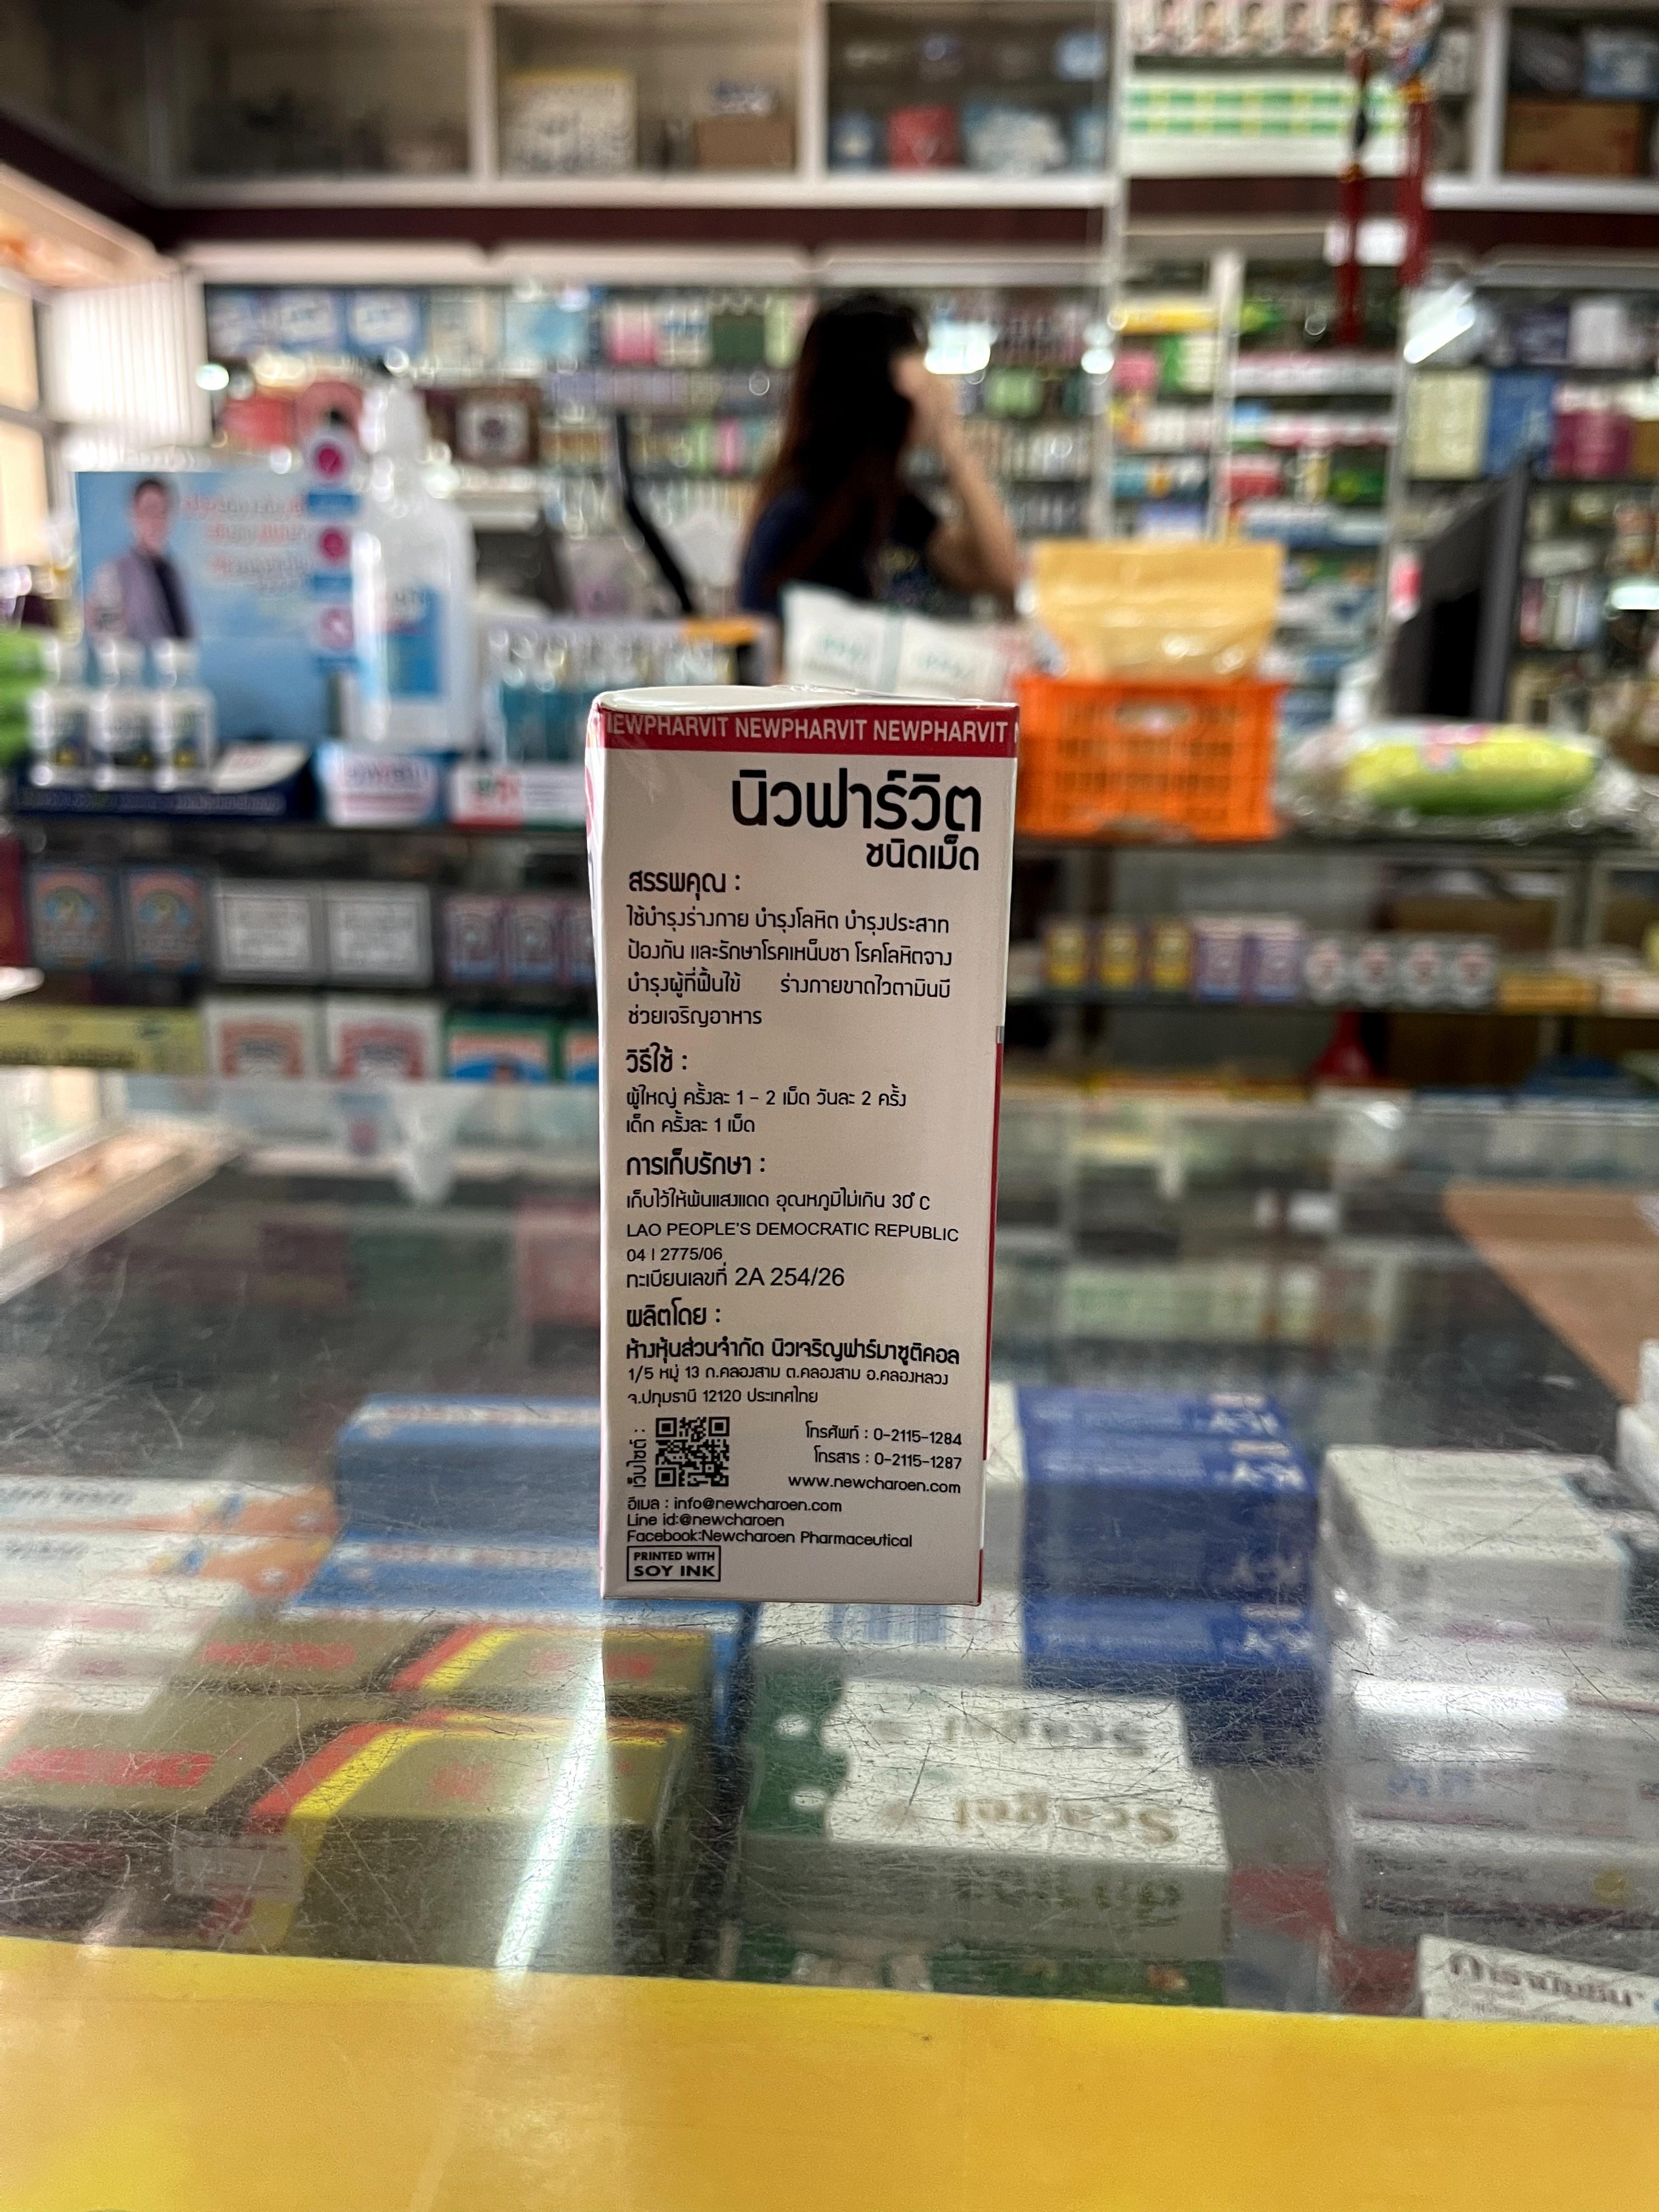 NEWPHARVIT NEWPHARVIT
นิวฟาร์วิต
ชนิดเม็ด
สรรพคุณ :
ใช้บำรุงร่างกาย บำรุงโลหิต บำรุงประสาท
ป้องกัน และรักษาโรคเหน็บชา โรคโลหิตจาง
บำรุงผู้ที่ฟื้นไข้ ร่างกายขาดไวตามินบี
ช่วยเจริญอาหาร
วิธีใช้ :
ผู้ใหญ่ ครั้งละ 1 - 2 เม็ด วันละ 2 ครั้ง
เด็ก ครั้งละ 1 เม็ด
การเก็บรักษา :
เก็บไว้ให้พ้นแสงแดด อุณหภูมิไม่เกิน 30° C
LAO PEOPLE'S DEMOCRATIC REPUBLIC
04 I 2775/06
ทะเบียนเลขที่ 2A 254/26
ผลิตโดย :
ห้างหุ้นส่วนจำกัด นิวเจริญฟาร์มาซูติคอล
1/5 หมู่ 13 ถ.คลองสาม ต.คลองสาม อ.คลองหลวง
จ.ปทุมธานี 12120 ประเทศไทย
เว็บไซต์ :
โทรศัพท์ : 0-2115-1284
โทรสาร : 0-2115-1287
www.newcharoen.com
อีเมล : info@newcharoen.com
Line id:@newcharoen
Facebook:Newcharoen Pharmaceutical
PRINTED WITH
SOY INK
K-Y
K-Y
K-Y
Scagel
Scagel